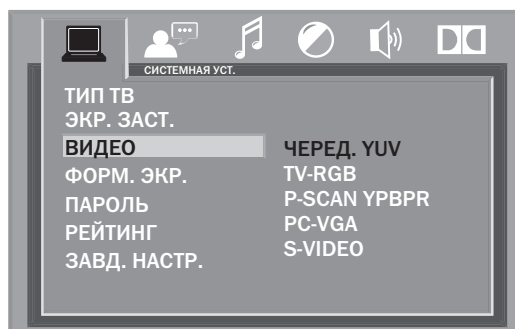 СИСТЕМНАЯ УСТ.
ТИП ТВ
ЭКР. ЗАСТ.
ВИДЕО
ФОРМ. ЭКР.
ПАРОЛЬ
РЕЙТИНГ
ЗАВД. НАСТР.
ЧЕРЕД. YUV
TV-RGB
P-SCAN YPBPR
PC-VGA
S-VIDEO